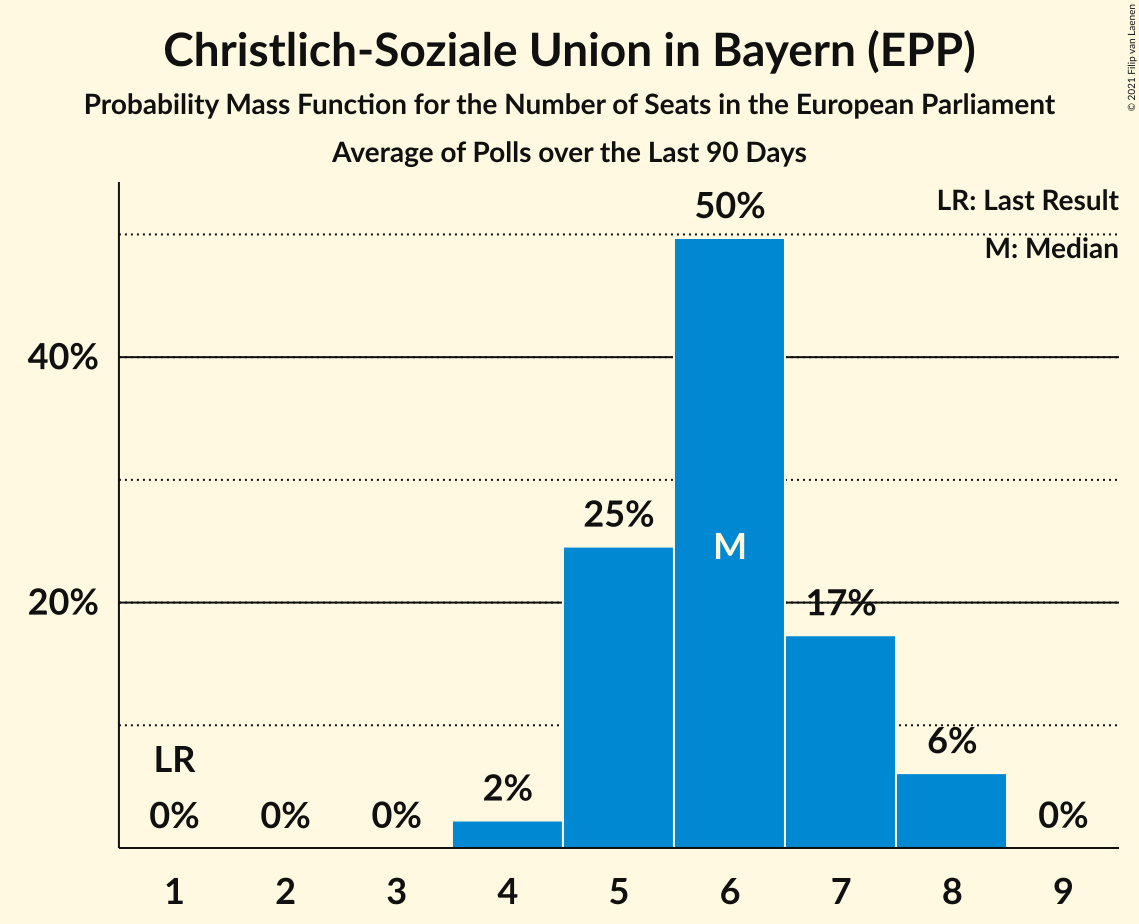 Christlich-Soziale Union in Bayern (EPP)
Probability Mass Function for the Number of Seats in the European Parliament
Average of Polls over the Last 90 Days
© 2021 Filip van Laenen
LR: Last Result
M: Median
50%
40%
25%
M
20%
17%
LR
6%
2%
0%
0%
0%
0%
1
2
3
4
5
6
7
8
9